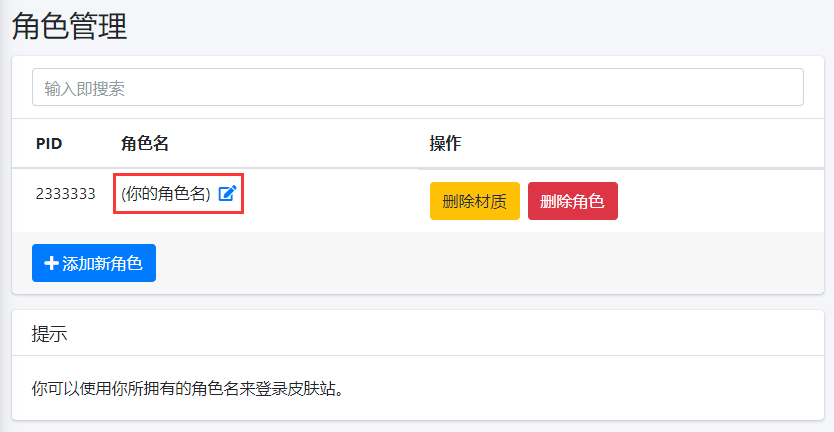 角色管理
输入即搜索
PID 角色名 操作
2333333 (你的角色名) 删除材质 删除角色
添加新角色
提示
你可以使用你所拥有的角色名来登录皮肤站。